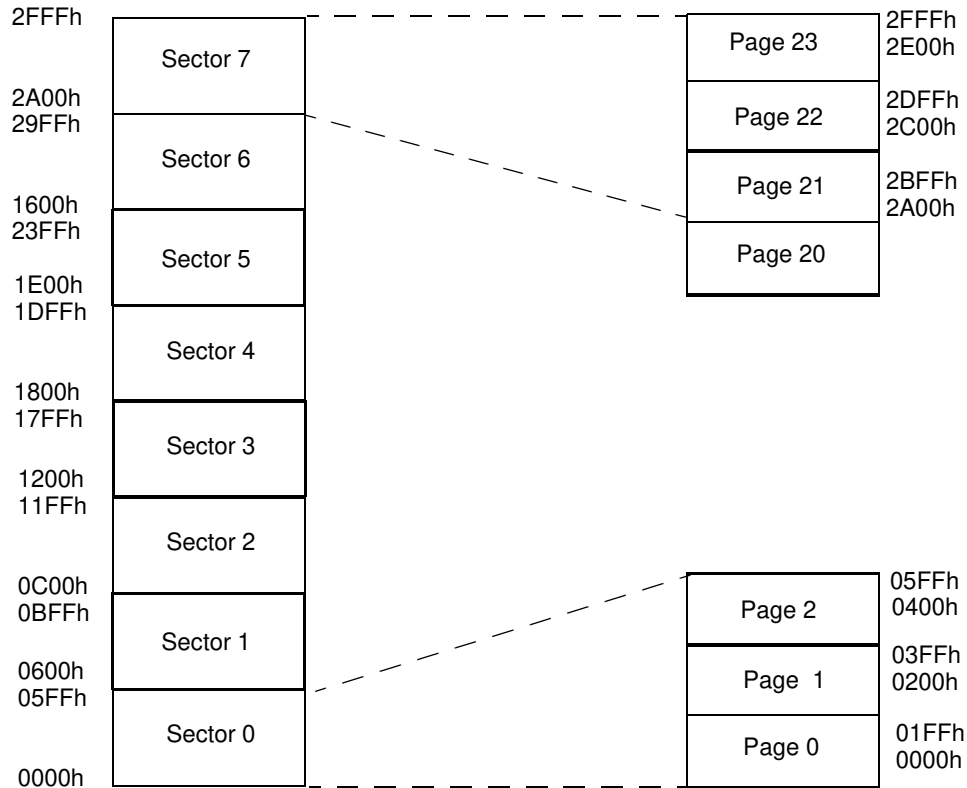 2FFFh
Sector 7
2A00h
29FFh
Sector 6
1600h
23FFh
Sector 5
1E00h
1DFFh
Sector 4
1800h
17FFh
Sector 3
1200h
11FFh
Sector 2
0C00h
0BFFh
Sector 1
0600h
05FFh
Sector 0
0000h
Page 23
2FFFh
2E00h
Page 22
2DFFh
2C00h
Page 21
2BFFh
2A00h
Page 20
Page 2
05FFh
0400h
Page 1
03FFh
0200h
Page 0
01FFh
0000h